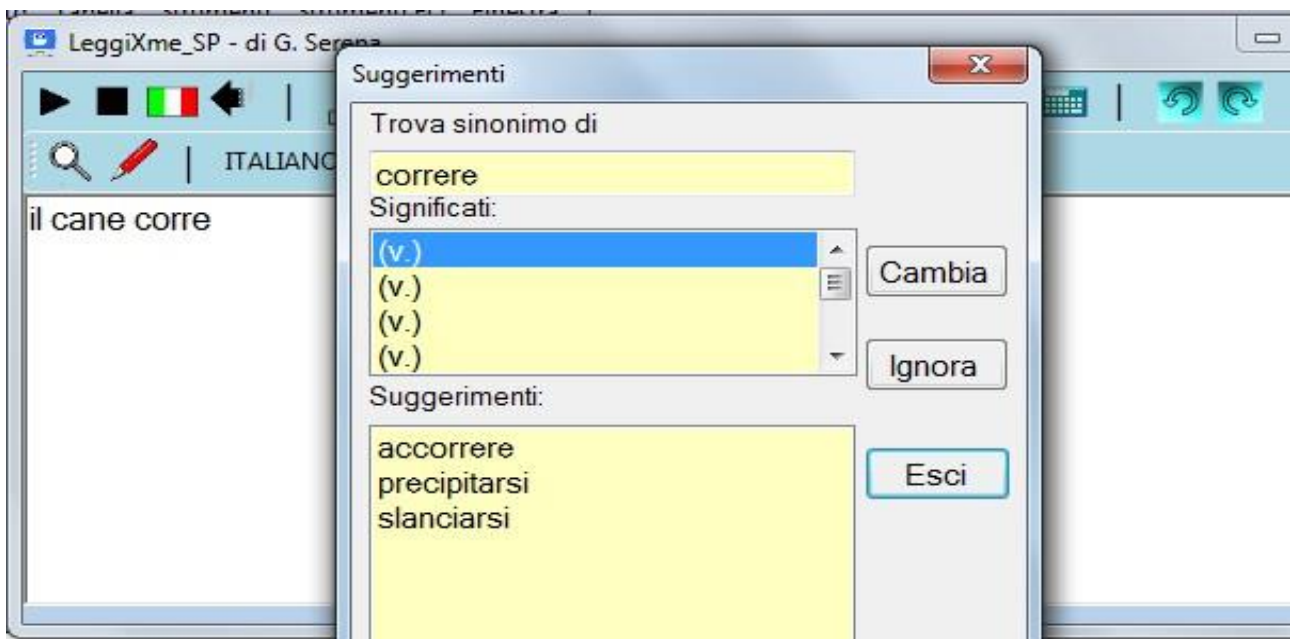 LeggiXme_SP - di G. Serena
ITALIANO
il cane corre
Suggerimenti
Trova sinonimo di
correre
Significati:
(v.)
(v.)
(v.)
(v.)
Cambia
Ignora
Suggerimenti:
accorrere
precipitarsi
slanciarsi
Esci